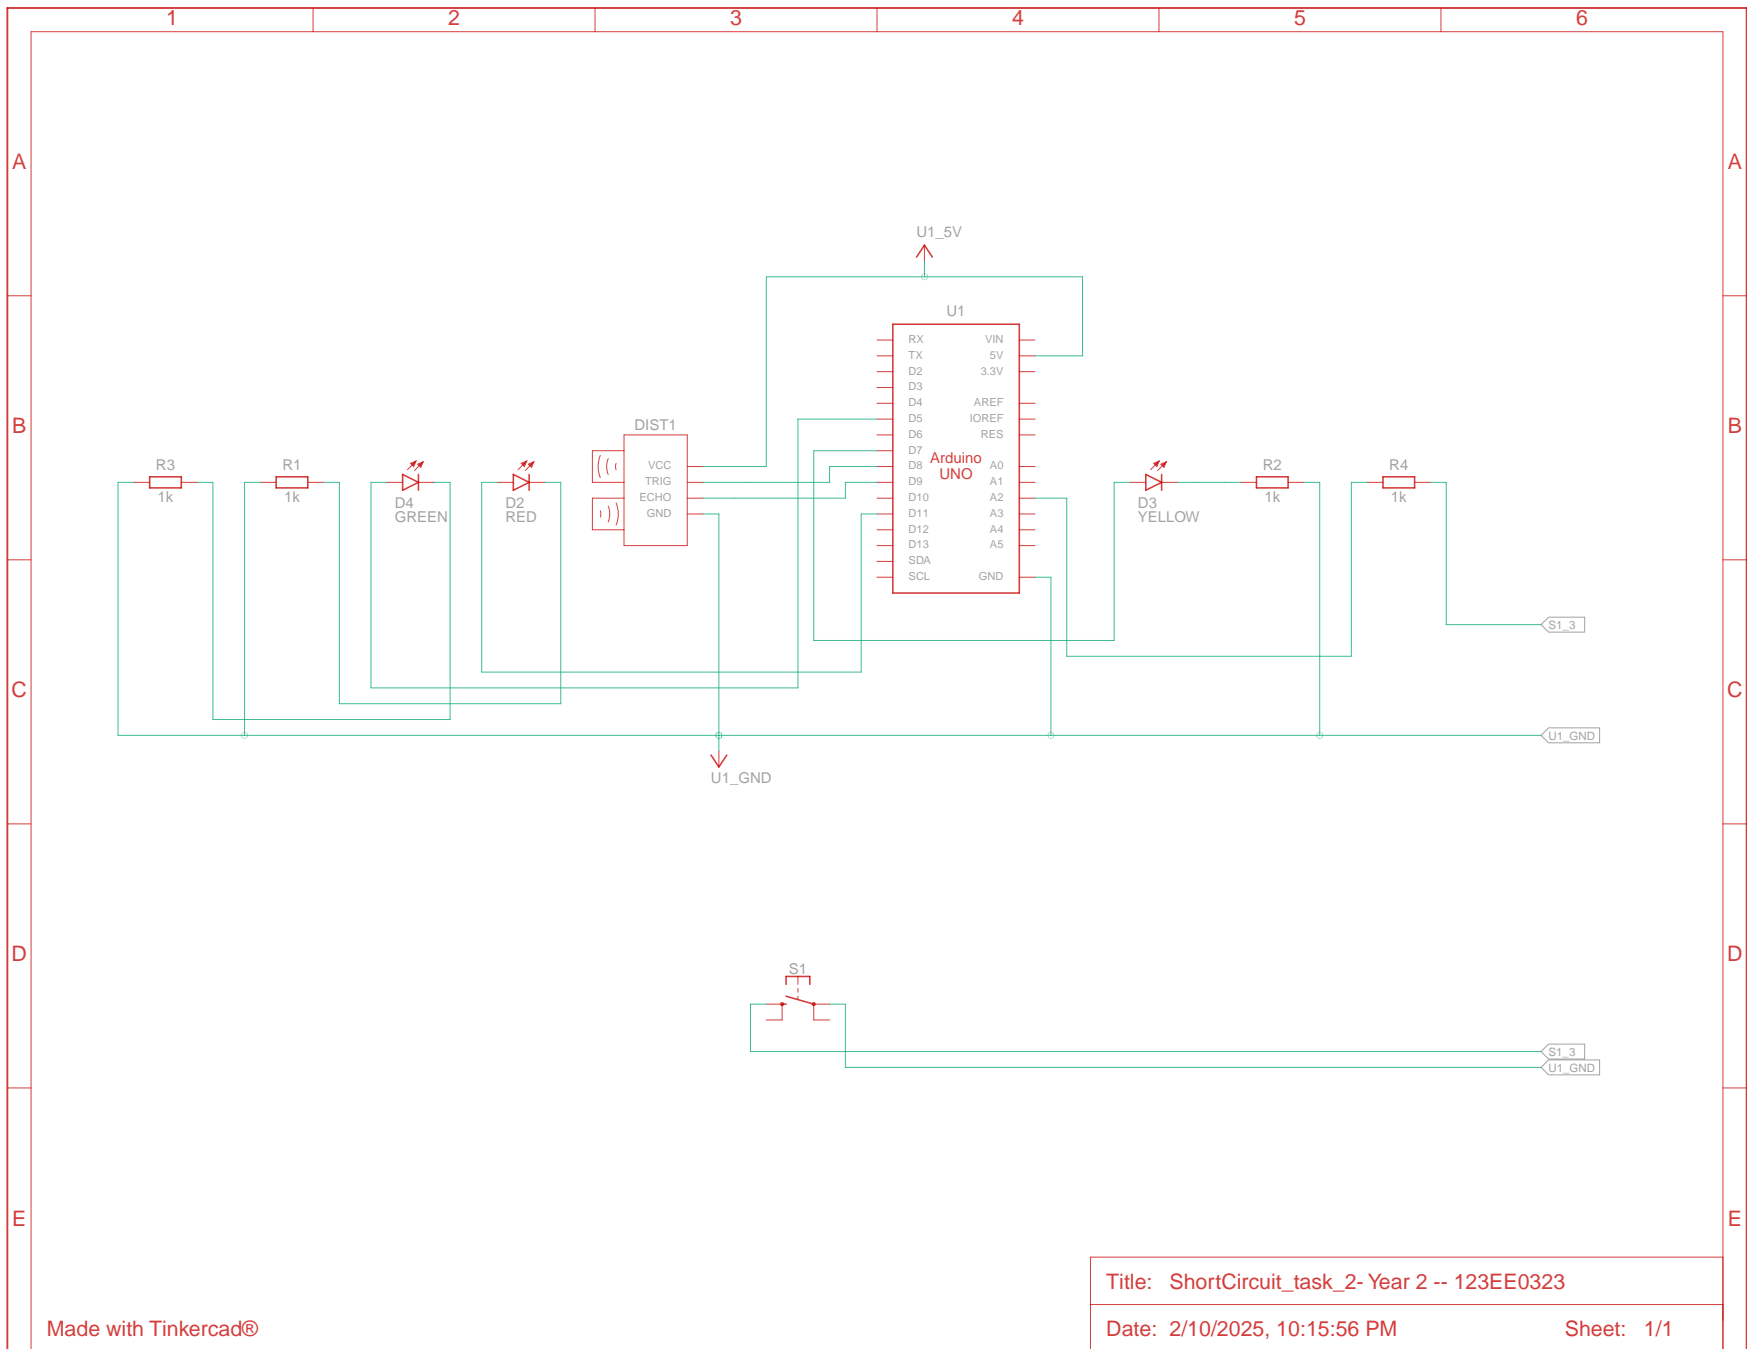 1 2 3 4 5 6
A A
U1_5V
U1
RX VIN
TX 5V
D2 3.3V
D3
D4 AREF
B DIST1 D5 IOREF B
D6 RES
D7
R3 R1 VCC D8 Arduino A0 R2 R4
TRIG D9 UNO A1
1k 1k ECHO D10 A2 1k 1k
D4 D2 D3
GREEN RED GND D11 A3 YELLOW
D12 A4
D13 A5
SDA
SCL GND
S1_3
C C
U1_GND
U1_GND
D D
S1
S1_3
U1_GND
E E
Title: ShortCircuit_task_2- Year 2 -- 123EE0323
Made with Tinkercad® Date: 2/10/2025, 10:15:56 PM Sheet: 1/1